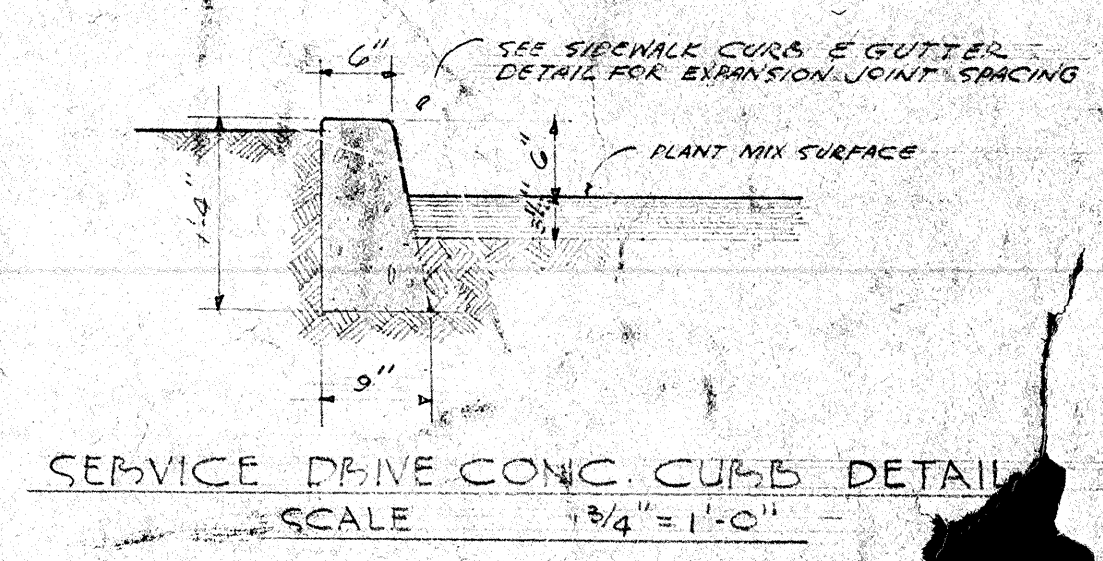 6"
SEE SIDEWALK CURB & GUTTER
DETAIL FOR EXPANSION JOINT SPACING
6"
PLANT MIX SURFACE
1'-4"
9"
SERVICE DRIVE CONC. CURB DETAIL
SCALE 3/4" = 1'-0"